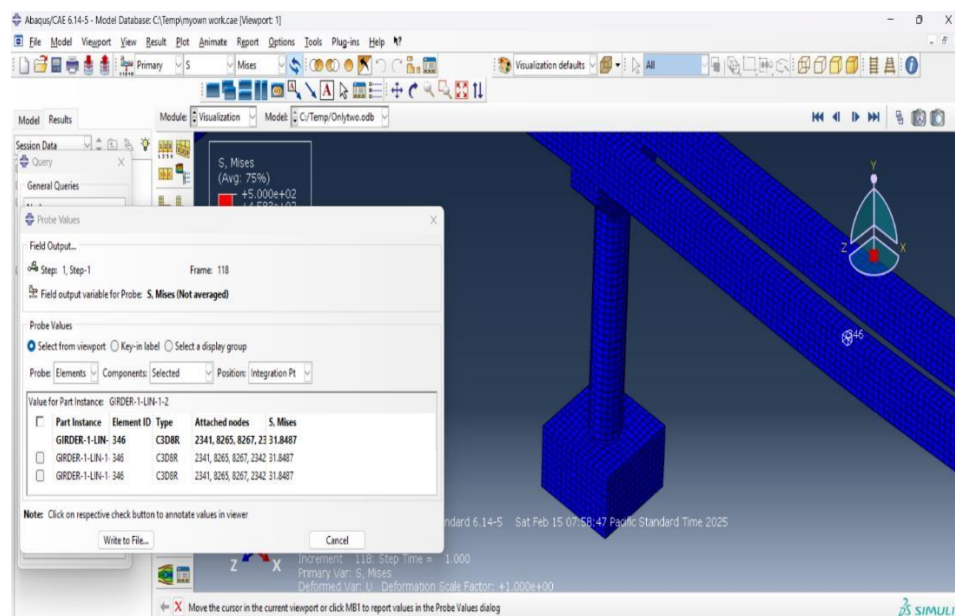 Abaqus/CAE 6.14-5 - Model Database: C:\Temp\myown work.cae [Viewport: 1]
File Model Viewport View Result Plot Animate Report Options Tools Plug-ins Help
Primary S Mises Visualization defaults All
Model Results Module: Visualization Model: C:/Temp/Onlytwo.odb
Session Data
Query X
General Queries
S, Mises
(Avg: 75%)
+5.000e+02
Y
Z X
346
Probe Values X
Field Output...
Step: 1, Step-1 Frame: 118
Field output variable for Probe: S, Mises (Not averaged)
Probe Values
Select from viewport Key-in label Select a display group
Probe: Elements Components: Selected Position: Integration Pt
Value for Part Instance: GIRDER-1-LIN-1-2
Part Instance Element ID Type Attached nodes S, Mises
GIRDER-1-LIN- 346 C3D8R 2341, 8265, 8267, 23 31.8487
GIRDER-1-LIN-1- 346 C3D8R 2341, 8265, 8267, 2342 31.8487
GIRDER-1-LIN-1- 346 C3D8R 2341, 8265, 8267, 2342 31.8487
Note: Click on respective check button to annotate values in viewer
Write to File... Cancel
ndard 6.14-5 Sat Feb 15 07:58:47 Pacific Standard Time 2025
Z X
Increment 118: Step Time = 1.000
Primary Var: S, Mises
Deformed Var: U Deformation Scale Factor: +1.000e+00
Move the cursor in the current viewport or click MB1 to report values in the Probe Values dialog
SIMULI